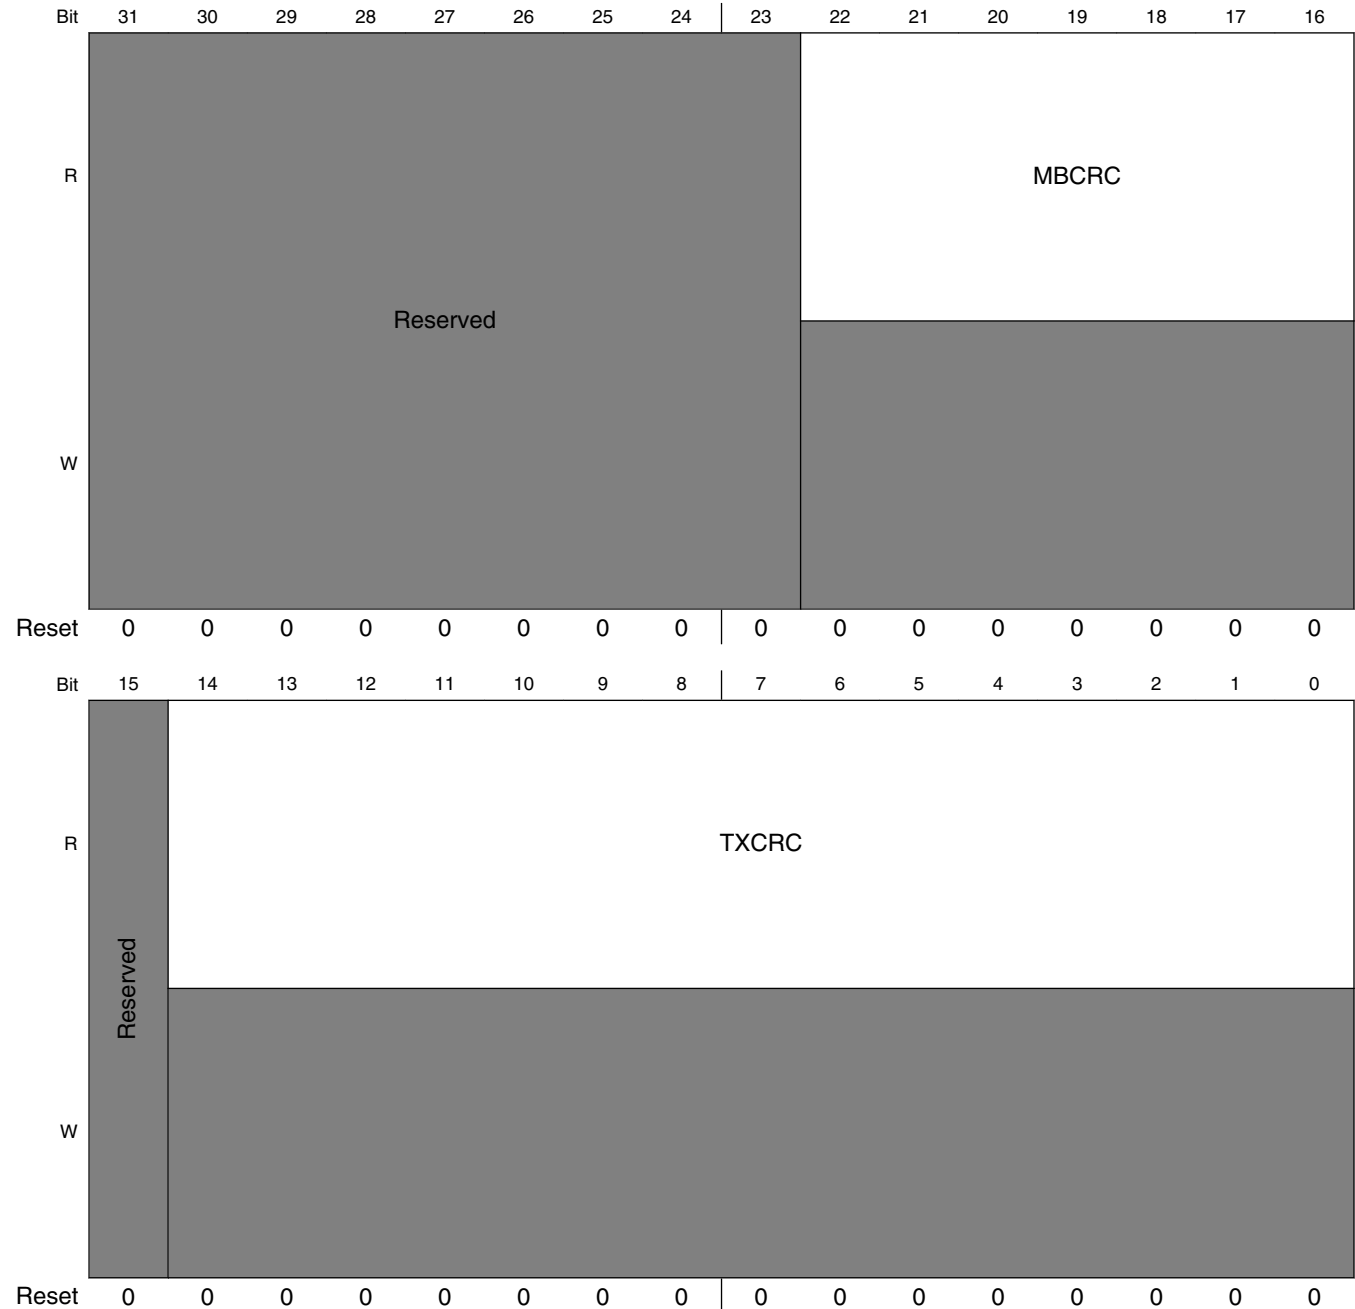 Bit 31 30 29 28 27 26 25 24 23 22 21 20 19 18 17 16
R MBCRC
Reserved
W
Reset 0 0 0 0 0 0 0 0 0 0 0 0 0 0 0 0
Bit 15 14 13 12 11 10 9 8 7 6 5 4 3 2 1 0
R TXCRC
Reserved
W
Reset 0 0 0 0 0 0 0 0 0 0 0 0 0 0 0 0